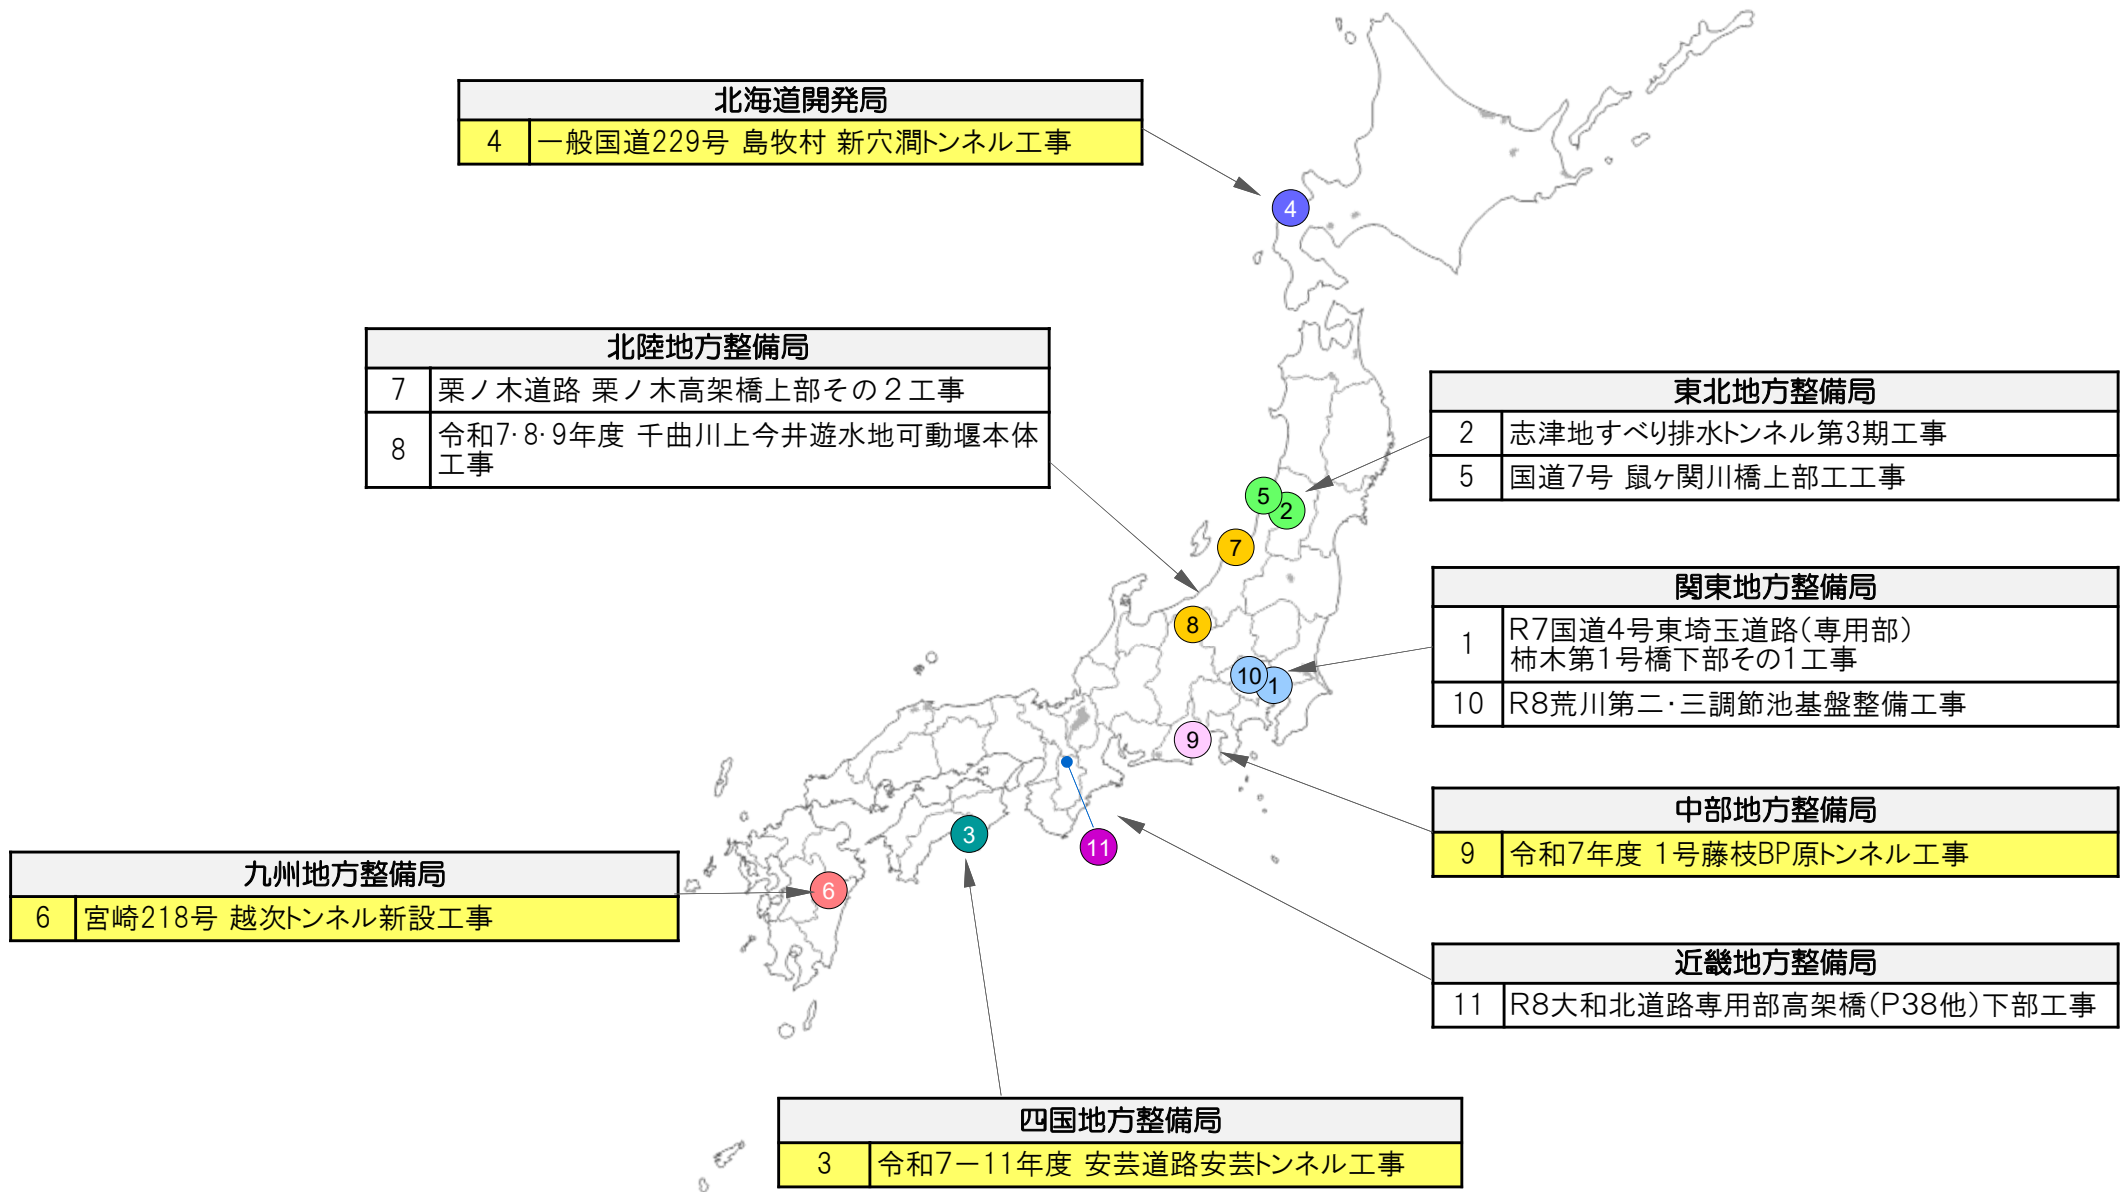 北海道開発局
4 一般国道229号 島牧村 新穴澗トンネル工事
4
北陸地方整備局
7 栗ノ木道路 栗ノ木高架橋上部その２工事
8 令和7・8・9年度 千曲川上今井遊水地可動堰本体
工事
東北地方整備局
2 志津地すべり排水トンネル第3期工事
5 国道7号 鼠ヶ関川橋上部工工事
5
2
7
関東地方整備局
1 R7国道4号東埼玉道路（専用部）
柿木第1号橋下部その1工事
10 R8荒川第二・三調節池基盤整備工事
8
10
1
9
中部地方整備局
9 令和7年度 1号藤枝BP原トンネル工事
3
11
九州地方整備局
6 宮崎218号 越次トンネル新設工事
6
近畿地方整備局
11 R8大和北道路専用部高架橋（P38他）下部工事
四国地方整備局
3 令和7－11年度 安芸道路安芸トンネル工事